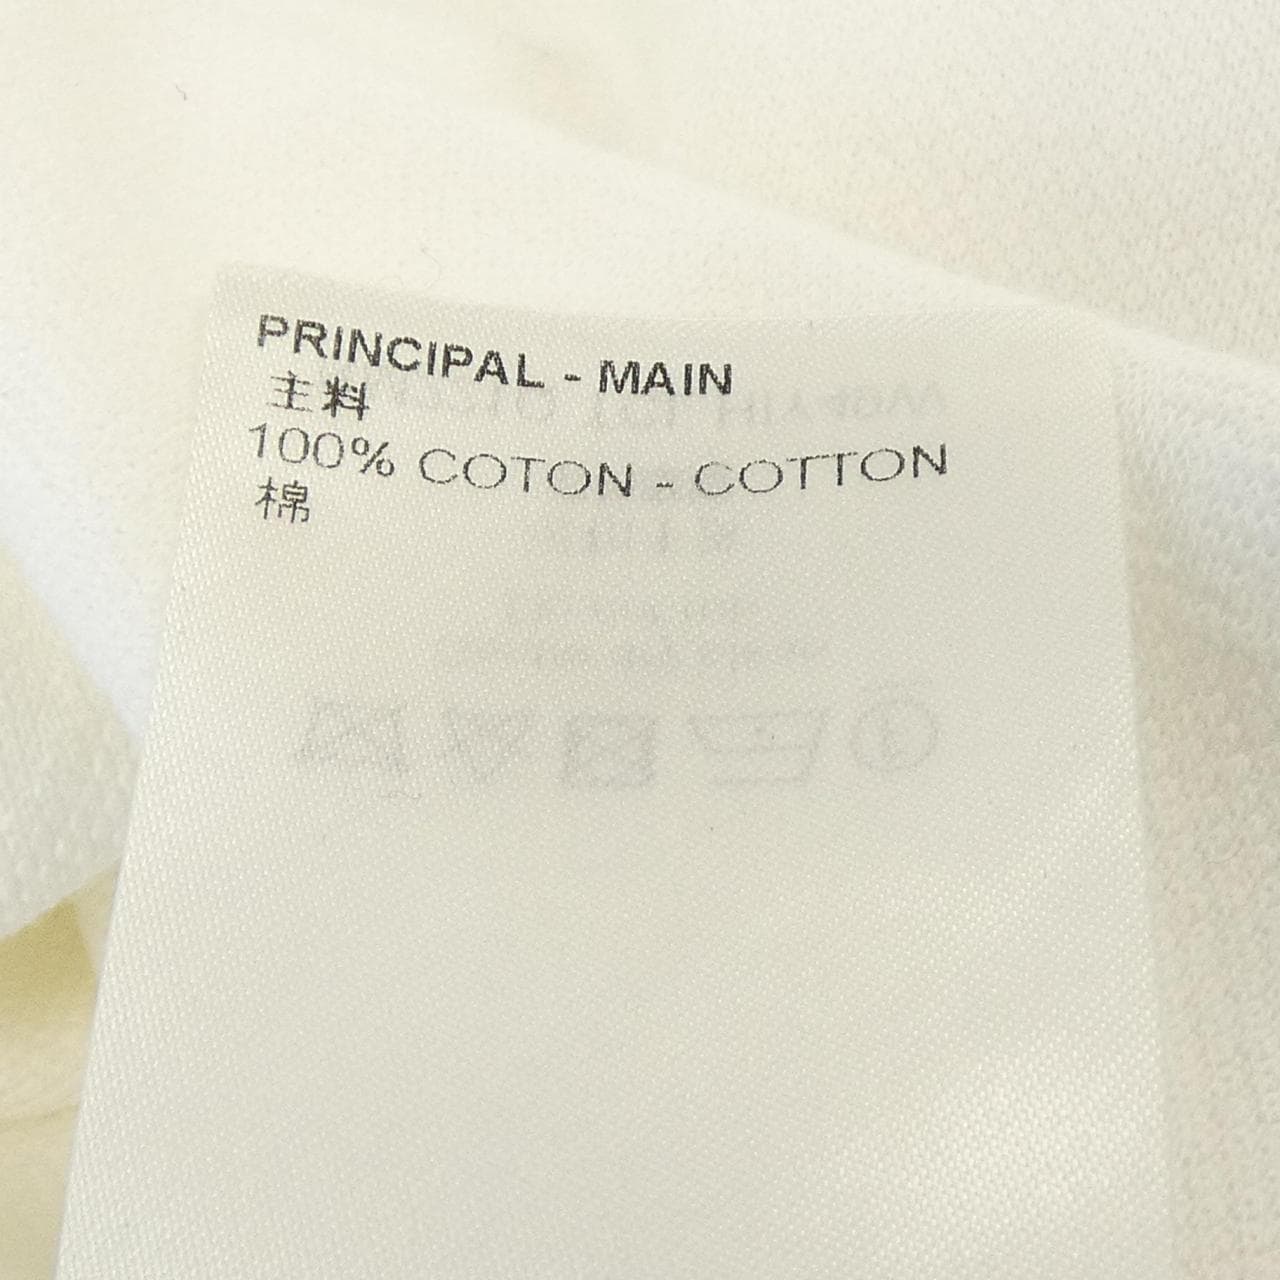 PRINCIPAL - MAIN
主料
100% COTON - COTTON
棉